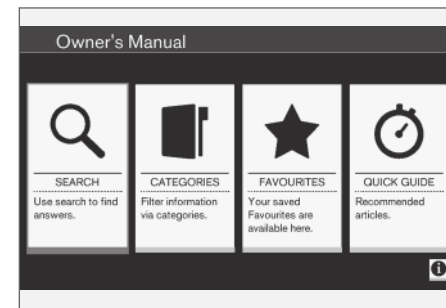 Owner's Manual
SEARCH
Use search to find
answers.
CATEGORIES
Filter information
via categories.
FAVOURITES
Your saved
Favourites are
available here.
QUICK GUIDE
Recommended
articles.
i